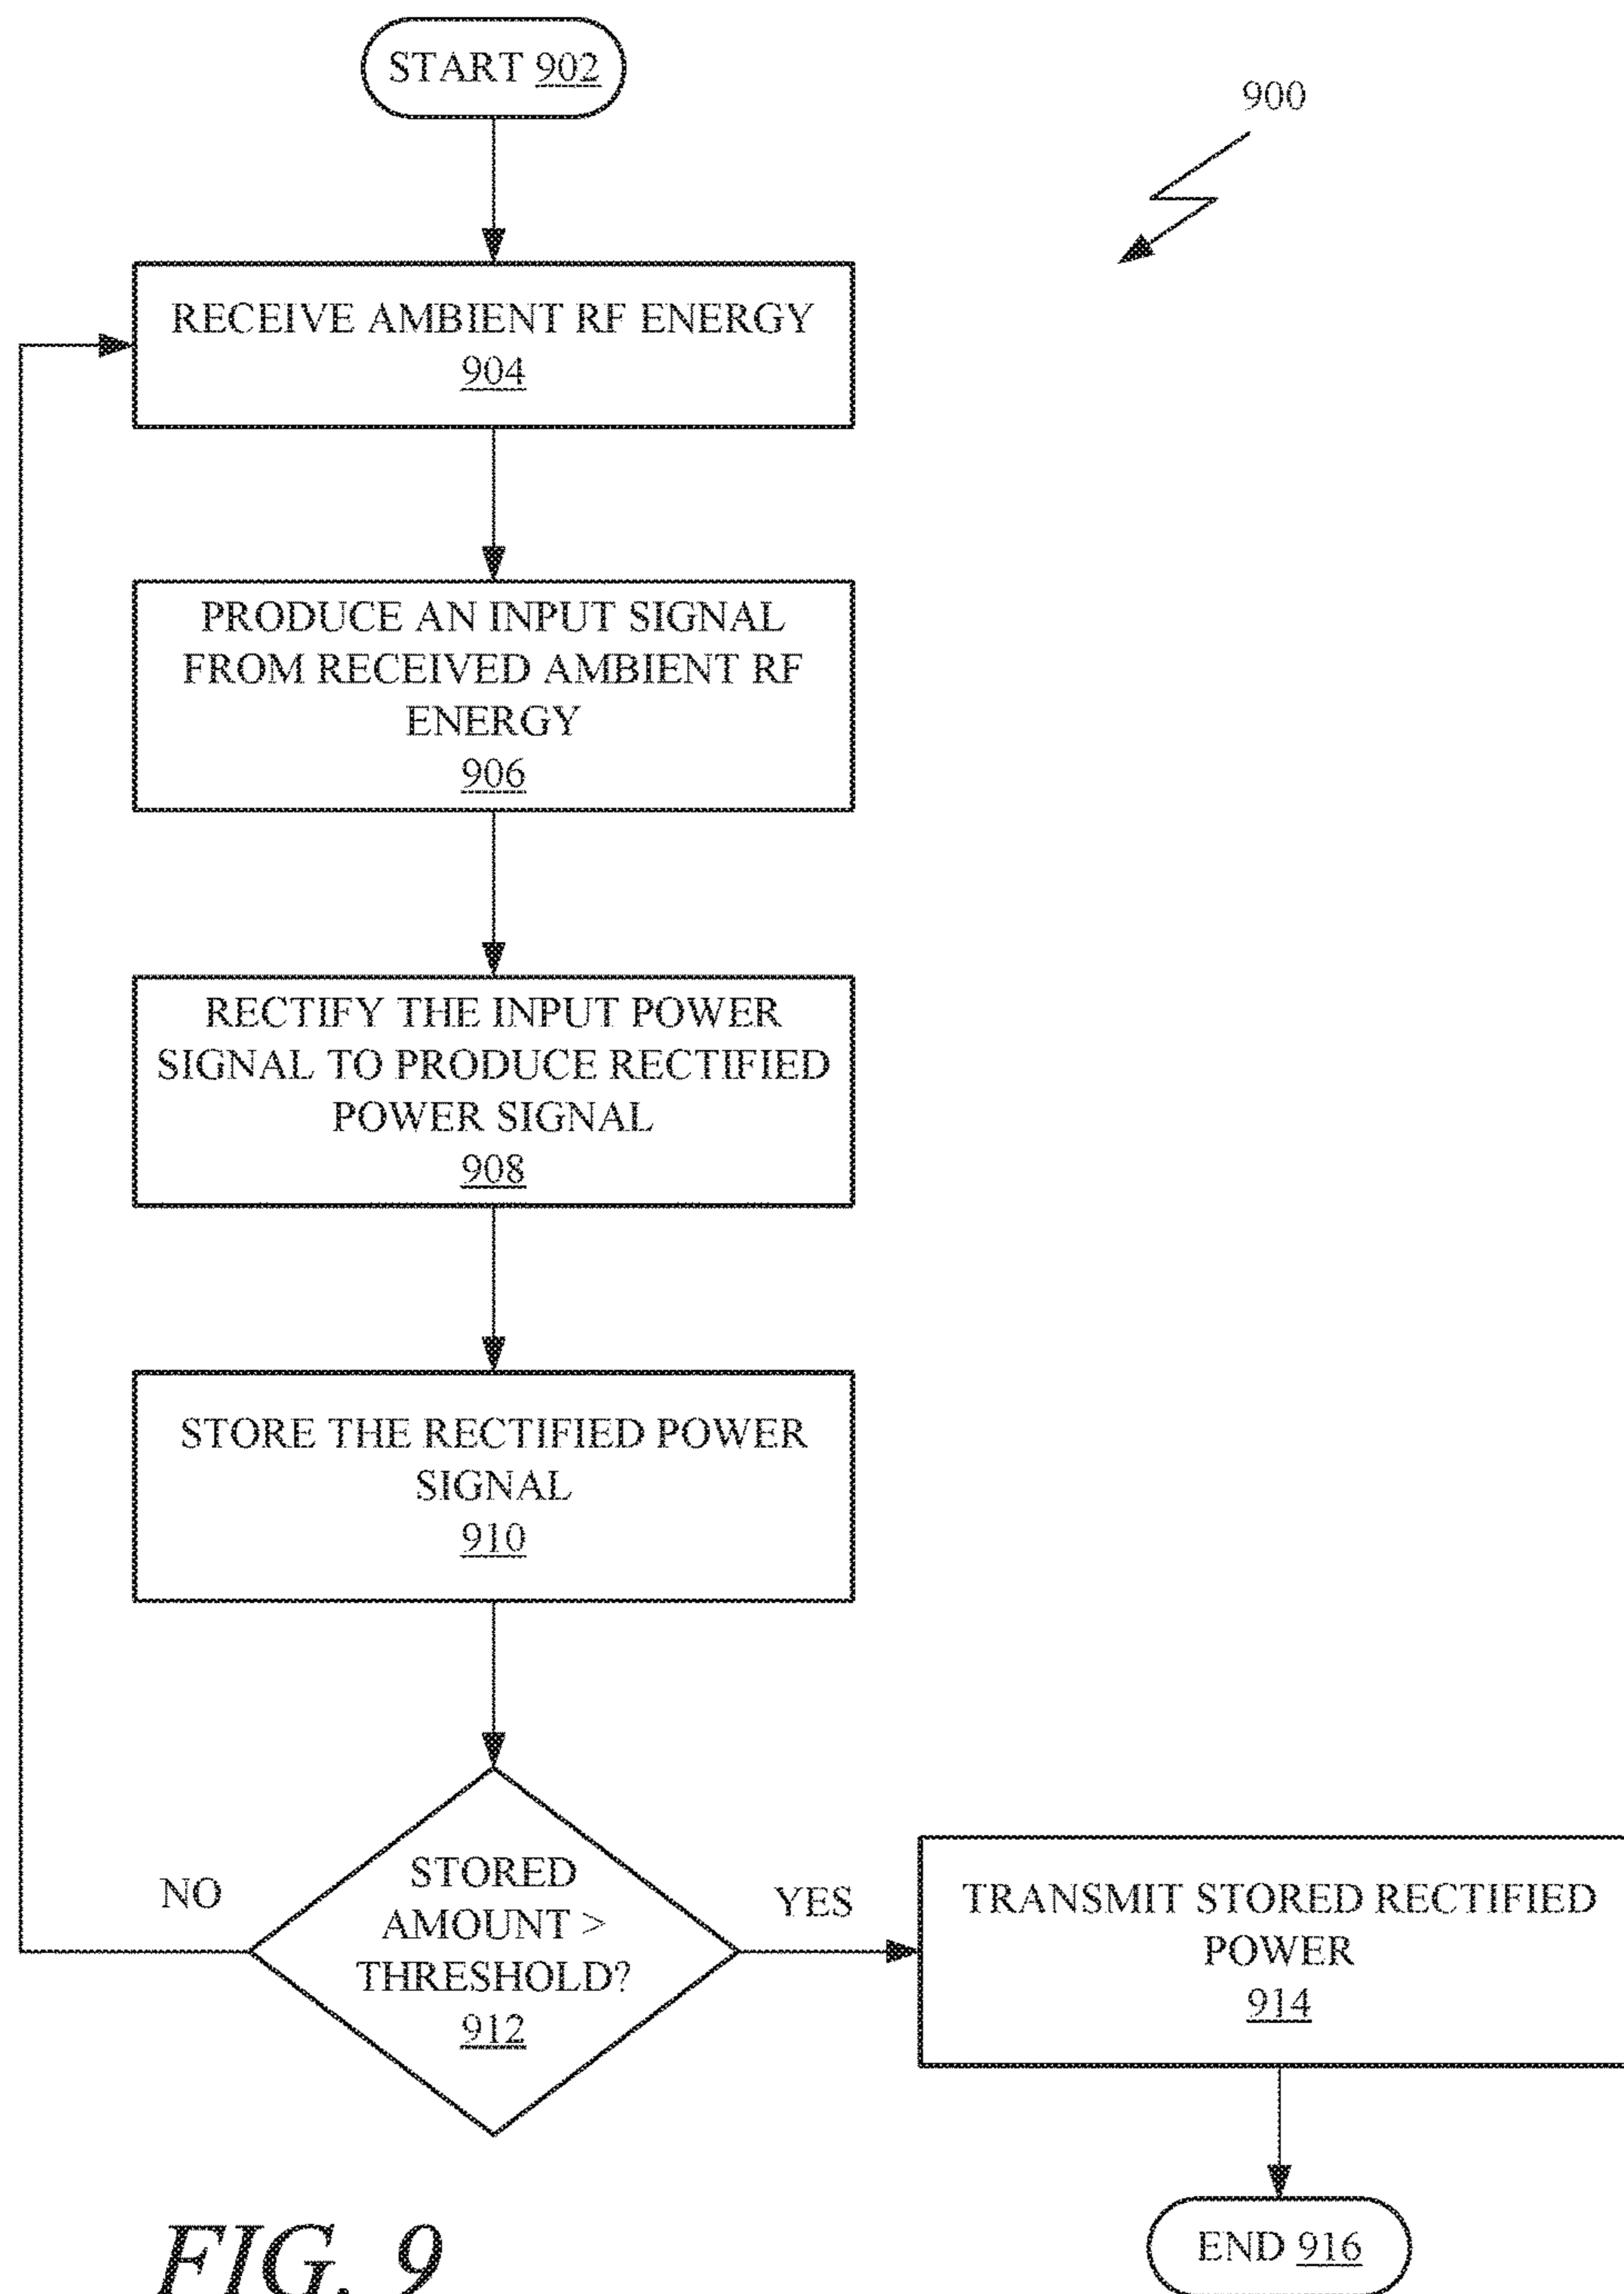 START 902
900
RECEIVE AMBIENT RF ENERGY
904
PRODUCE AN INPUT SIGNAL
FROM RECEIVED AMBIENT RF
ENERGY
906
RECTIFY THE INPUT POWER
SIGNAL TO PRODUCE RECTIFIED
POWER SIGNAL
908
STORE THE RECTIFIED POWER
SIGNAL
910
STORED
AMOUNT >
THRESHOLD?
912
NO
YES
TRANSMIT STORED RECTIFIED
POWER
914
END 916
FIG. 9